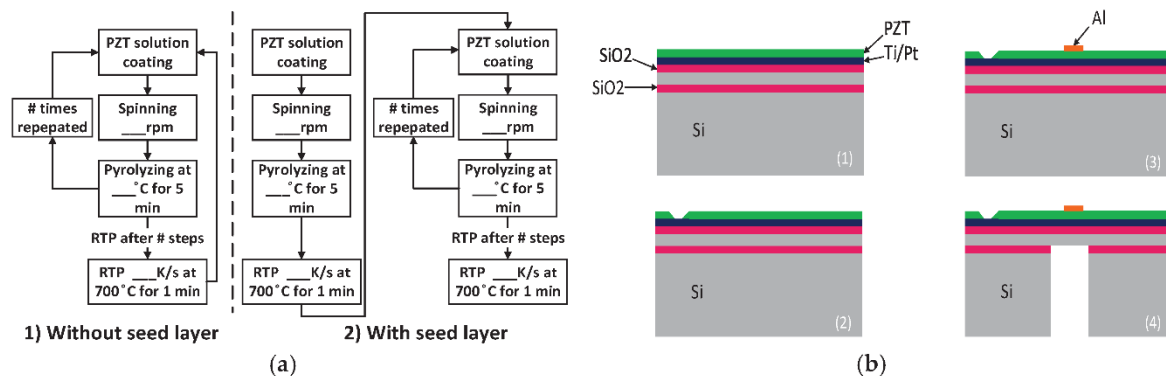 PZT solution
coating
Spinning
___rpm
# times
repepated
Pyrolyzing at
___˚C for 5
min
RTP after # steps
RTP ___K/s at
700˚C for 1 min
1) Without seed layer
PZT solution
coating
Spinning
___rpm
Pyrolyzing at
___˚C for 5
min
RTP ___K/s at
700˚C for 1 min
PZT solution
coating
Spinning
___rpm
# times
repeated
Pyrolyzing at
___˚C for 5
min
RTP after # steps
RTP ___K/s at
700˚C for 1 min
2) With seed layer
(a)
PZT
Ti/Pt
SiO2
SiO2
Si
(1)
Al
Si
(3)
Si
(2)
Si
(4)
(b)